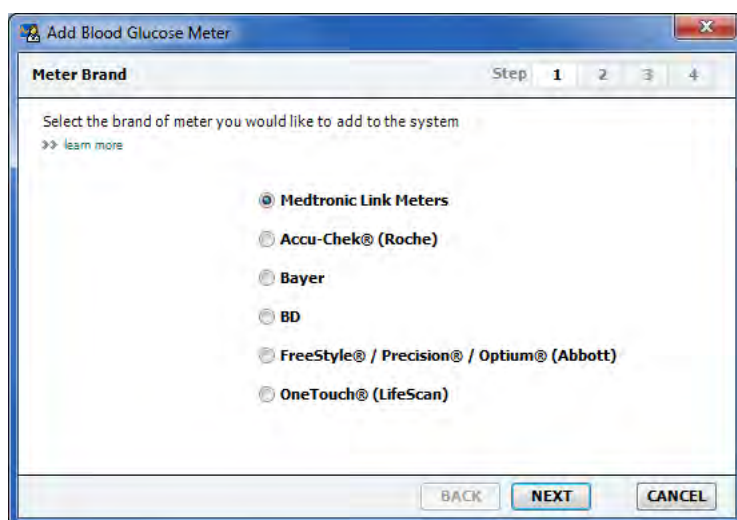 Add Blood Glucose Meter
Meter Brand Step 1 2 3 4
Select the brand of meter you would like to add to the system
>> learn more
Medtronic Link Meters
Accu-Chek® (Roche)
Bayer
BD
FreeStyle® / Precision® / Optium® (Abbott)
OneTouch® (LifeScan)
BACK NEXT CANCEL